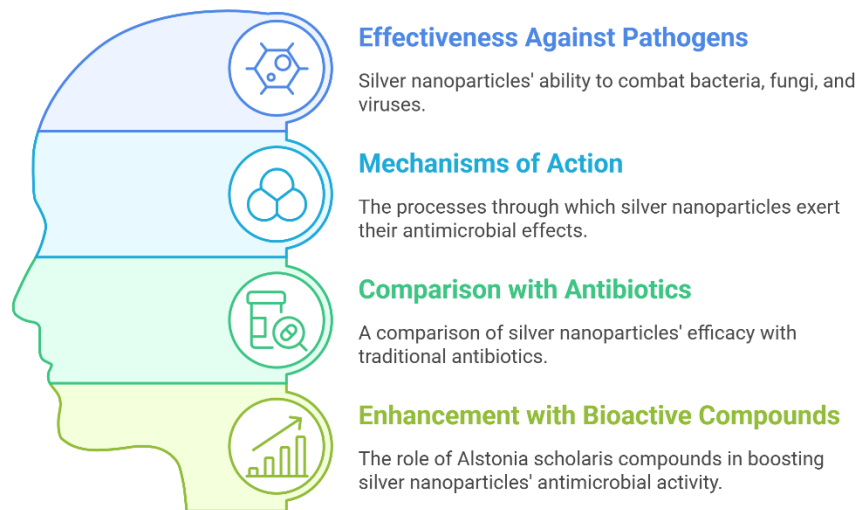 Effectiveness Against Pathogens
Silver nanoparticles' ability to combat bacteria, fungi, and
viruses.
Mechanisms of Action
The processes through which silver nanoparticles exert
their antimicrobial effects.
Comparison with Antibiotics
A comparison of silver nanoparticles' efficacy with
traditional antibiotics.
Enhancement with Bioactive Compounds
The role of Alstonia scholaris compounds in boosting
silver nanoparticles' antimicrobial activity.